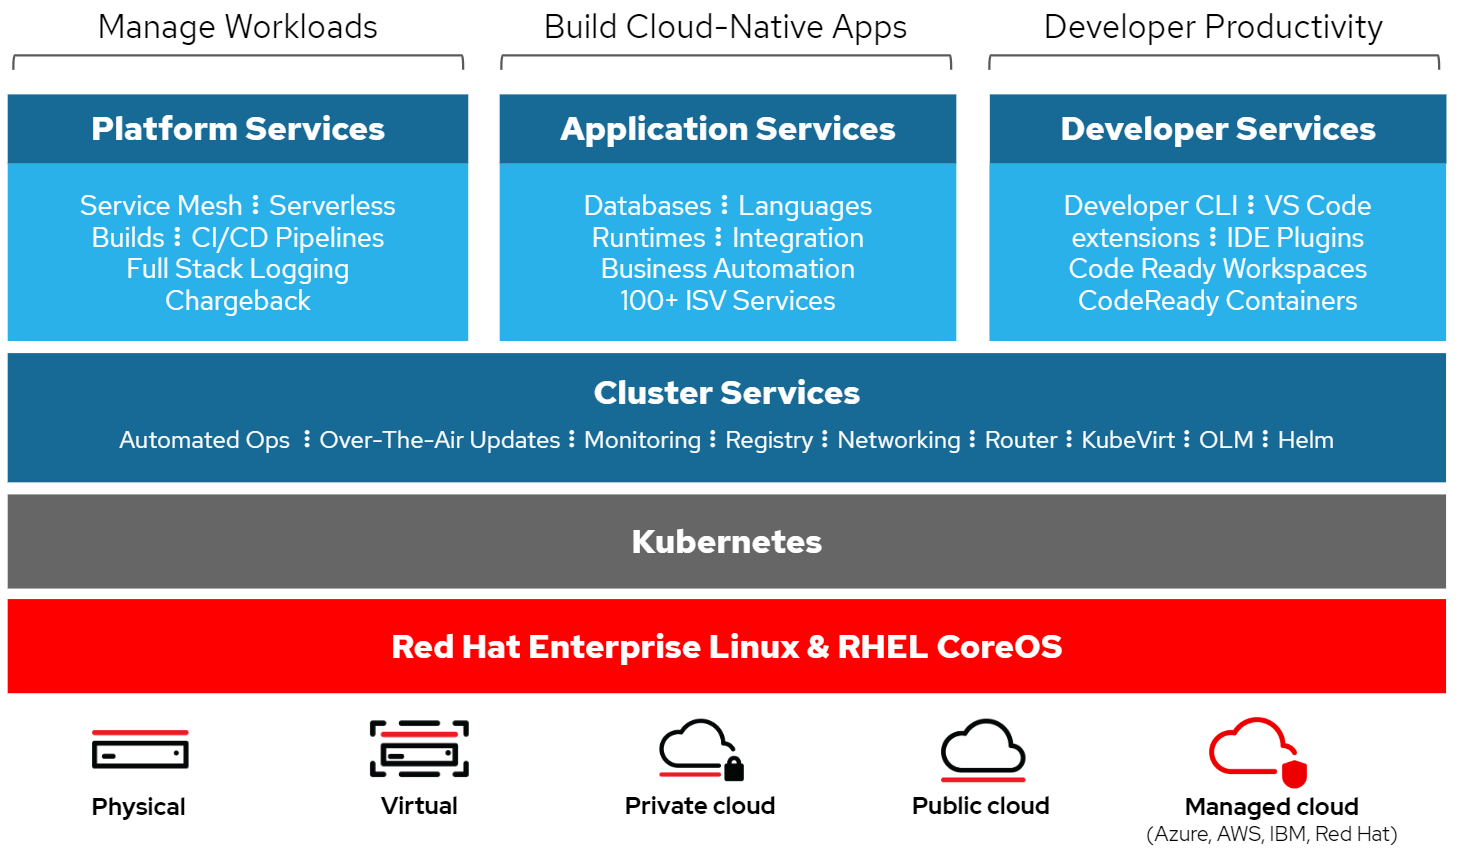 Manage Workloads
Build Cloud-Native Apps
Developer Productivity
Platform Services
Service Mesh ⋮ Serverless
Builds ⋮ CI/CD Pipelines
Full Stack Logging
Chargeback
Application Services
Databases ⋮ Languages
Runtimes ⋮ Integration
Business Automation
100+ ISV Services
Developer Services
Developer CLI ⋮ VS Code
extensions ⋮ IDE Plugins
Code Ready Workspaces
CodeReady Containers
Cluster Services
Automated Ops ⋮ Over-The-Air Updates ⋮ Monitoring ⋮ Registry ⋮ Networking ⋮ Router ⋮ KubeVirt ⋮ OLM ⋮ Helm
Kubernetes
Red Hat Enterprise Linux & RHEL CoreOS
Physical
Virtual
Private cloud
Public cloud
Managed cloud
(Azure, AWS, IBM, Red Hat)